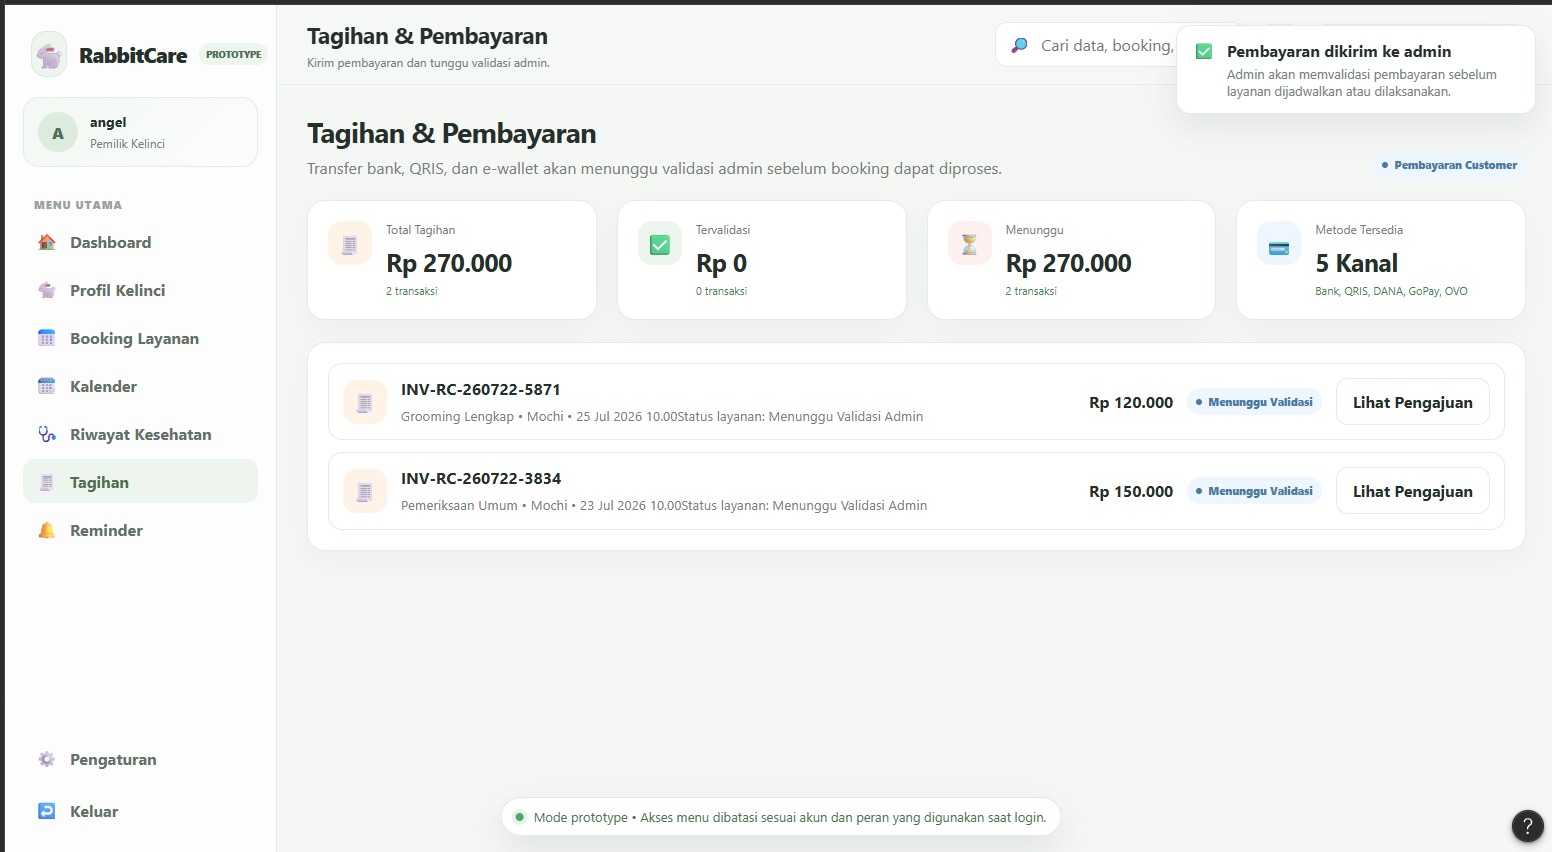 RabbitCare
PROTOTYPE
A
angel
Pemilik Kelinci
MENU UTAMA
Dashboard
Profil Kelinci
Booking Layanan
Kalender
Riwayat Kesehatan
Tagihan
Reminder
Pengaturan
Keluar
Tagihan & Pembayaran
Kirim pembayaran dan tunggu validasi admin.
Cari data, booking,
Pembayaran dikirim ke admin
Admin akan memvalidasi pembayaran sebelum
layanan dijadwalkan atau dilaksanakan.
Tagihan & Pembayaran
Transfer bank, QRIS, dan e-wallet akan menunggu validasi admin sebelum booking dapat diproses.
Pembayaran Customer
Total Tagihan
Rp 270.000
2 transaksi
Tervalidasi
Rp 0
0 transaksi
Menunggu
Rp 270.000
2 transaksi
Metode Tersedia
5 Kanal
Bank, QRIS, DANA, GoPay, OVO
INV-RC-260722-5871
Grooming Lengkap • Mochi • 25 Jul 2026 10.00Status layanan: Menunggu Validasi Admin
Rp 120.000
Menunggu Validasi
Lihat Pengajuan
INV-RC-260722-3834
Pemeriksaan Umum • Mochi • 23 Jul 2026 10.00Status layanan: Menunggu Validasi Admin
Rp 150.000
Menunggu Validasi
Lihat Pengajuan
Mode prototype • Akses menu dibatasi sesuai akun dan peran yang digunakan saat login.
?